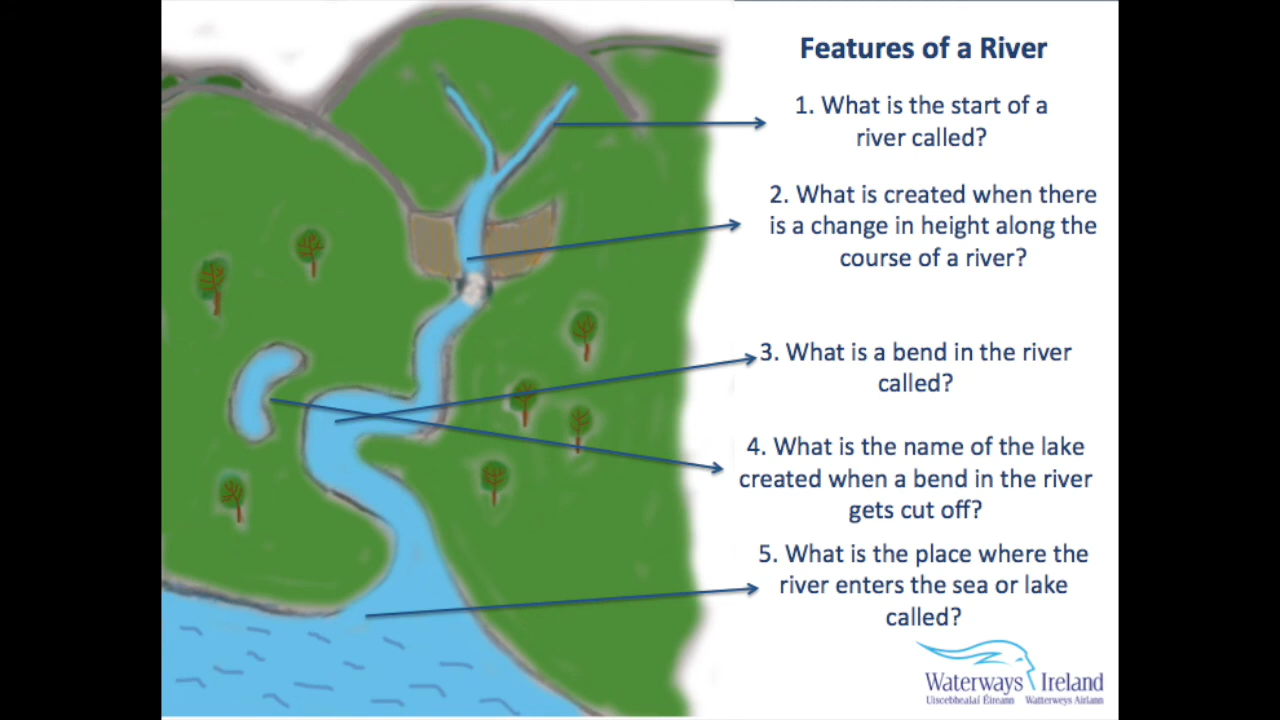 Features of a River
1. What is the start of a
river called?
2. What is created when there
is a change in height along the
course of a river?
3. What is a bend in the river
called?
4. What is the name of the lake
created when a bend in the river
gets cut off?
5. What is the place where the
river enters the sea or lake
called?
Waterways Ireland
Uiscebhealaí Éireann Watterweys Airlann